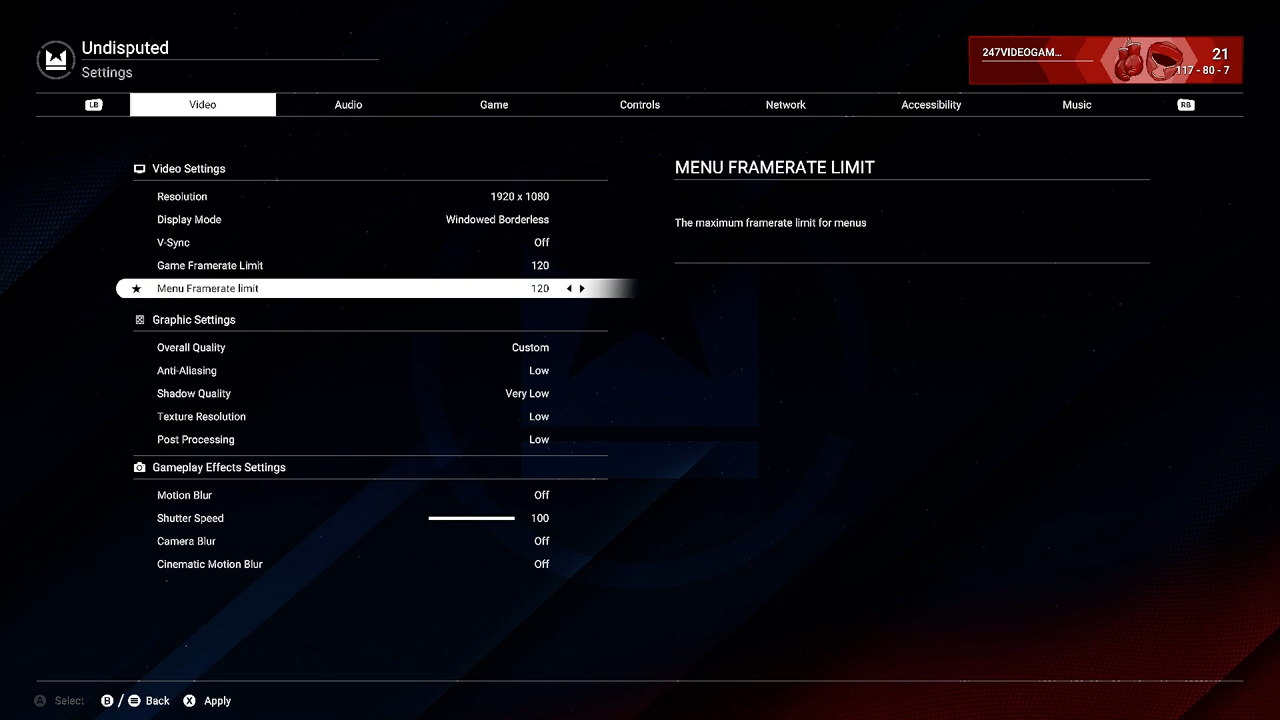 Undisputed
Settings
247VIDEOGAM...
21
117 - 80 - 7
LB Video Audio Game Controls Network Accessibility Music RB
Video Settings
Resolution 1920 x 1080
Display Mode Windowed Borderless
V-Sync Off
Game Framerate Limit 120
Menu Framerate limit 120
Graphic Settings
Overall Quality Custom
Anti-Aliasing Low
Shadow Quality Very Low
Texture Resolution Low
Post Processing Low
Gameplay Effects Settings
Motion Blur Off
Shutter Speed 100
Camera Blur Off
Cinematic Motion Blur Off
MENU FRAMERATE LIMIT
The maximum framerate limit for menus
A Select B / Back X Apply